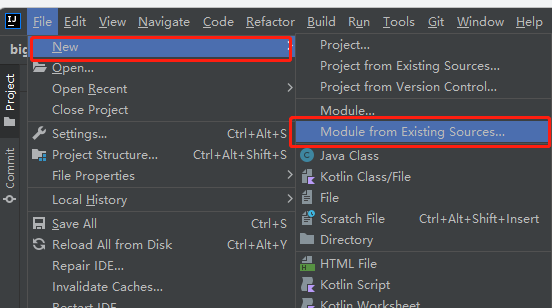 IJ File Edit View Navigate Code Refactor Build Run Tools Git Window Help
big
Project
Commit
New
Open...
Open Recent
Close Project
Settings... Ctrl+Alt+S
Project Structure... Ctrl+Alt+Shift+S
File Properties
Local History
Save All Ctrl+S
Reload All from Disk Ctrl+Alt+Y
Repair IDE...
Invalidate Caches...
Restart IDE...
Project...
Project from Existing Sources...
Project from Version Control...
Module...
Module from Existing Sources...
Java Class
Kotlin Class/File
File
Scratch File Ctrl+Alt+Shift+Insert
Directory
HTML File
Kotlin Script
Kotlin Worksheet